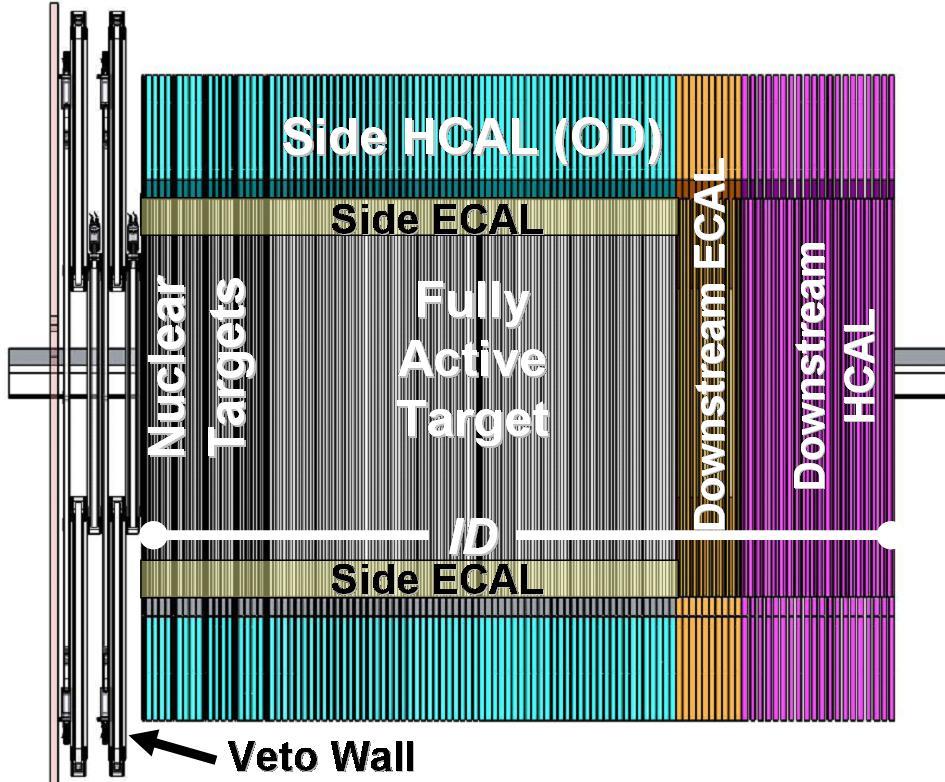 Side HCAL (OD)
Side ECAL
Nuclear
Targets
Fully
Active
Target
Downstream ECAL
Downstream
HCAL
ID
Side ECAL
Veto Wall